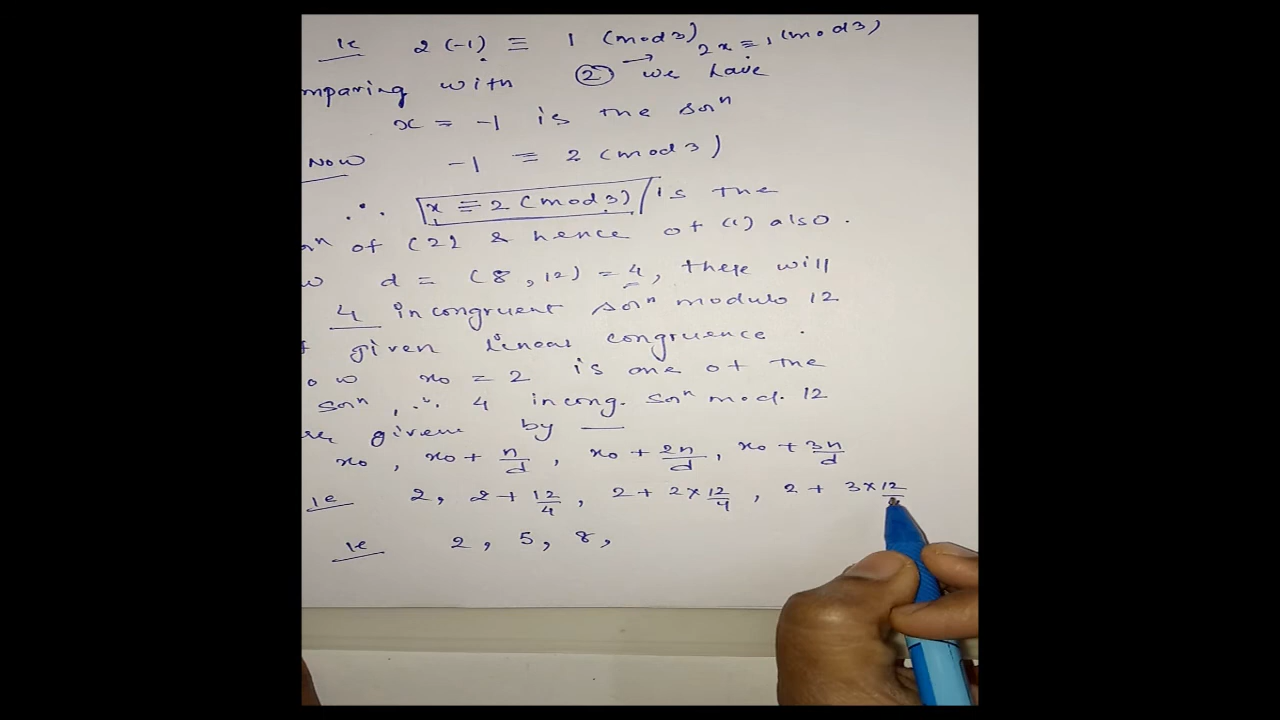 ie 2(-1) ≡ 1 (mod 3) 2x ≡ 1 (mod 3)
mparing with ② → we have
x = -1 is the solⁿ
Now -1 ≡ 2 (mod 3)
∴ x ≡ 2 (mod 3) is the
solⁿ of (2) & hence of (1) also.
w d = (8, 12) = 4, there will
4 incongruent solⁿ modulo 12
f given linear congruence.
ow x₀ = 2 is one of the
solⁿ, ∴ 4 incong. solⁿ mod. 12
re given by —
x₀, x₀ + n/d, x₀ + 2n/d, x₀ + 3n/d
ie 2, 2 + 12/4, 2 + 2×12/4, 2 + 3×12/
ie 2, 5, 8,